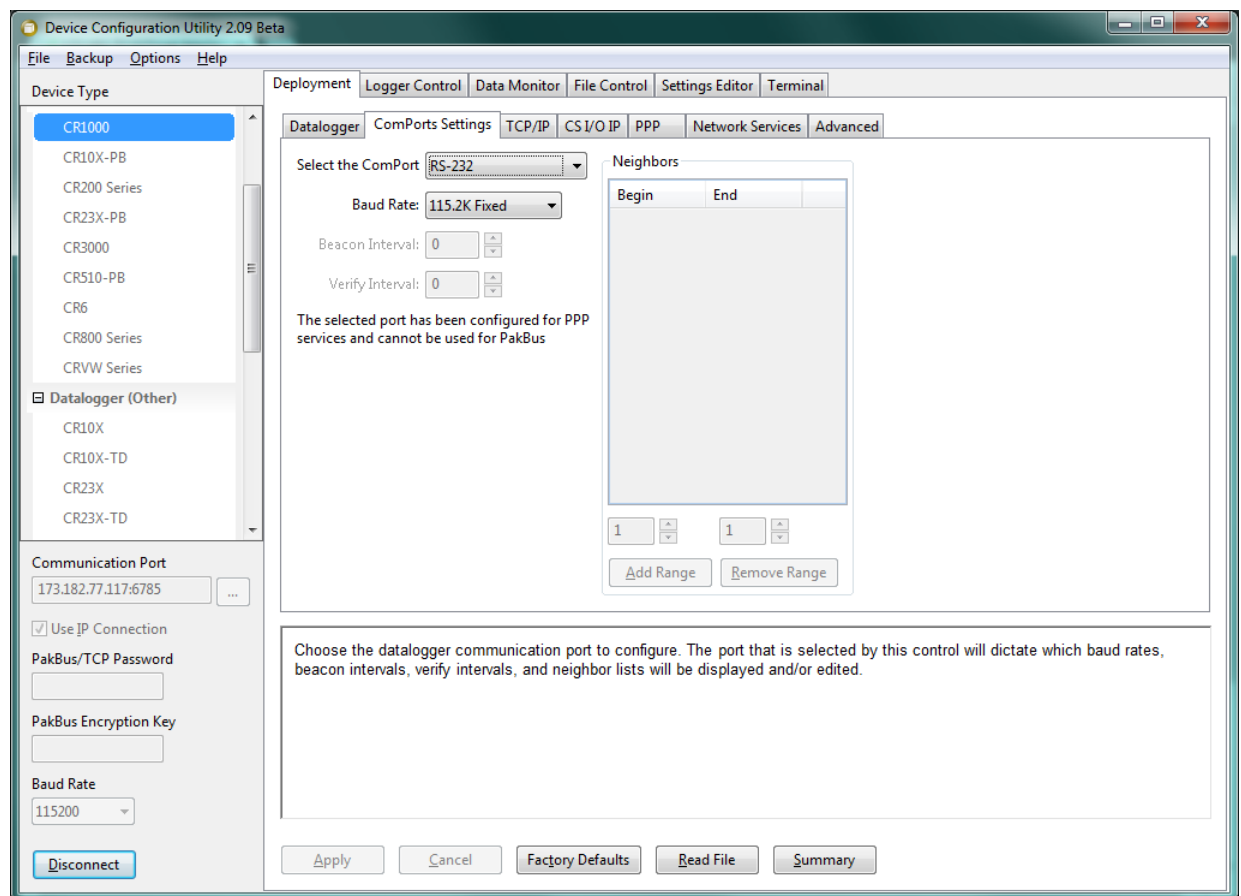 Device Configuration Utility 2.09 Beta
File Backup Options Help
Device Type
CR1000
CR10X-PB
CR200 Series
CR23X-PB
CR3000
CR510-PB
CR6
CR800 Series
CRVW Series
Datalogger (Other)
CR10X
CR10X-TD
CR23X
CR23X-TD
Communication Port
173.182.77.117:6785
...
Use IP Connection
PakBus/TCP Password
PakBus Encryption Key
Baud Rate
115200
Disconnect
Deployment Logger Control Data Monitor File Control Settings Editor Terminal
Datalogger ComPorts Settings TCP/IP CS I/O IP PPP Network Services Advanced
Select the ComPort RS-232
Baud Rate: 115.2K Fixed
Beacon Interval: 0
Verify Interval: 0
The selected port has been configured for PPP
services and cannot be used for PakBus
Neighbors
Begin End
1 1
Add Range Remove Range
Choose the datalogger communication port to configure. The port that is selected by this control will dictate which baud rates,
beacon intervals, verify intervals, and neighbor lists will be displayed and/or edited.
Apply Cancel Factory Defaults Read File Summary